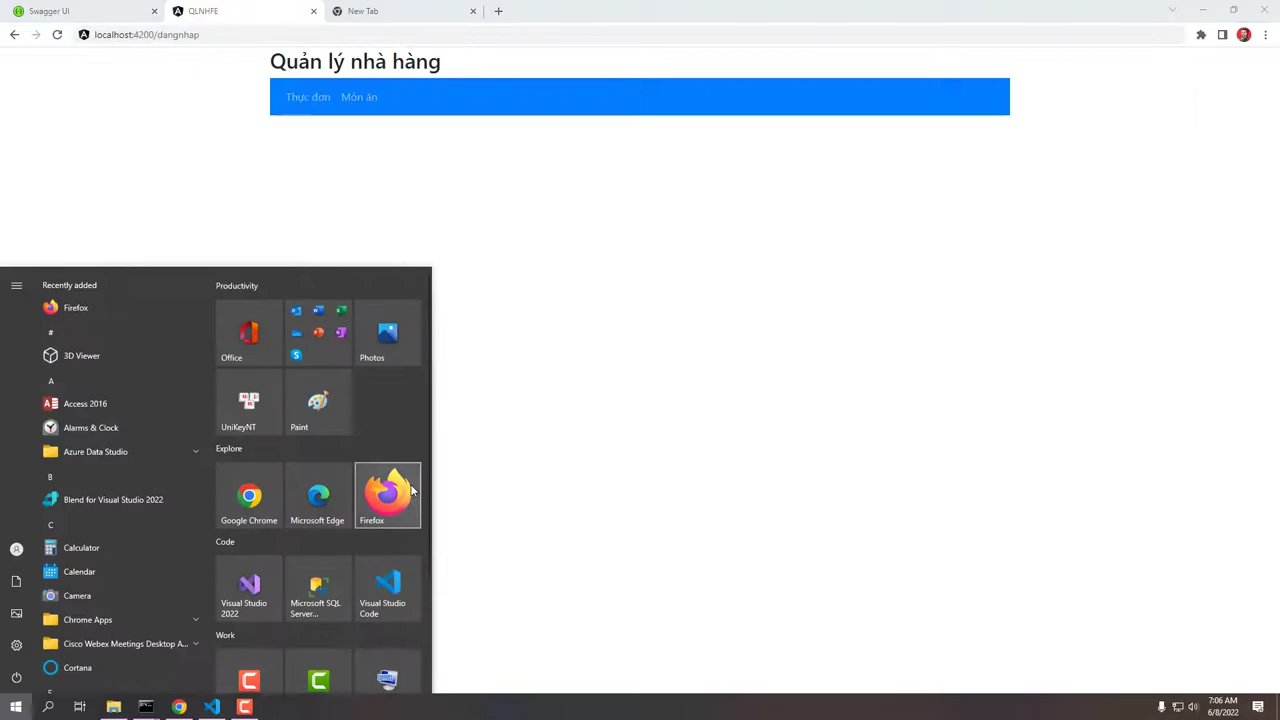 Swagger UI
QLNHFE
New Tab
localhost:4200/dangnhap
Quản lý nhà hàng
Thực đơn Món ăn
Recently added
Firefox
#
3D Viewer
A
Access 2016
Alarms & Clock
Azure Data Studio
B
Blend for Visual Studio 2022
C
Calculator
Calendar
Camera
Chrome Apps
Cisco Webex Meetings Desktop A...
Cortana
Productivity
Office
Photos
UniKeyNT
Paint
Explore
Google Chrome
Microsoft Edge
Firefox
Code
Visual Studio
2022
Microsoft SQL
Server...
Visual Studio
Code
Work
7:06 AM
6/8/2022